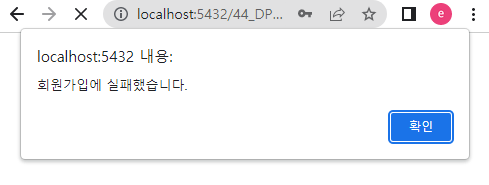 localhost:5432/44_DP...
e
localhost:5432 내용:
회원가입에 실패했습니다.
확인